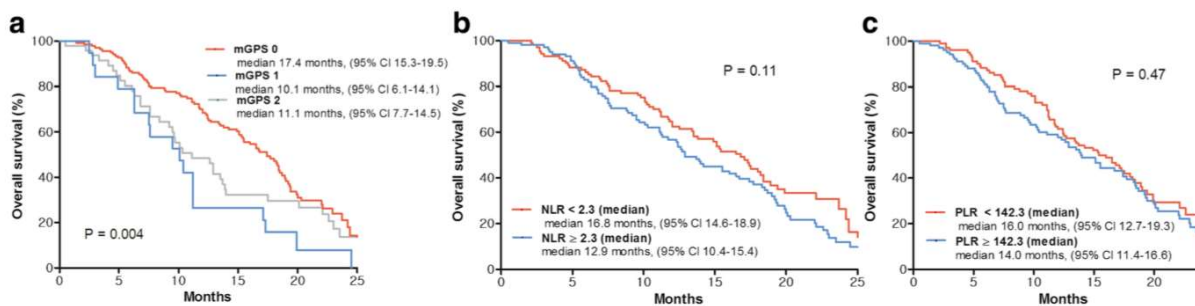 a
100
80
60
40
20
0
Overall survival (%)
mGPS 0
median 17.4 months, (95% CI 15.3-19.5)
mGPS 1
median 10.1 months, (95% CI 6.1-14.1)
mGPS 2
median 11.1 months, (95% CI 7.7-14.5)
P = 0.004
0 5 10 15 20 25
Months
b
100
80
60
40
20
0
Overall survival (%)
P = 0.11
NLR < 2.3 (median)
median 16.8 months, (95% CI 14.6-18.9)
NLR ≥ 2.3 (median)
median 12.9 months, (95% CI 10.4-15.4)
0 5 10 15 20 25
Months
c
100
80
60
40
20
0
Overall survival (%)
P = 0.47
PLR < 142.3 (median)
median 16.0 months, (95% CI 12.7-19.3)
PLR ≥ 142.3 (median)
median 14.0 months, (95% CI 11.4-16.6)
0 5 10 15 20
Months